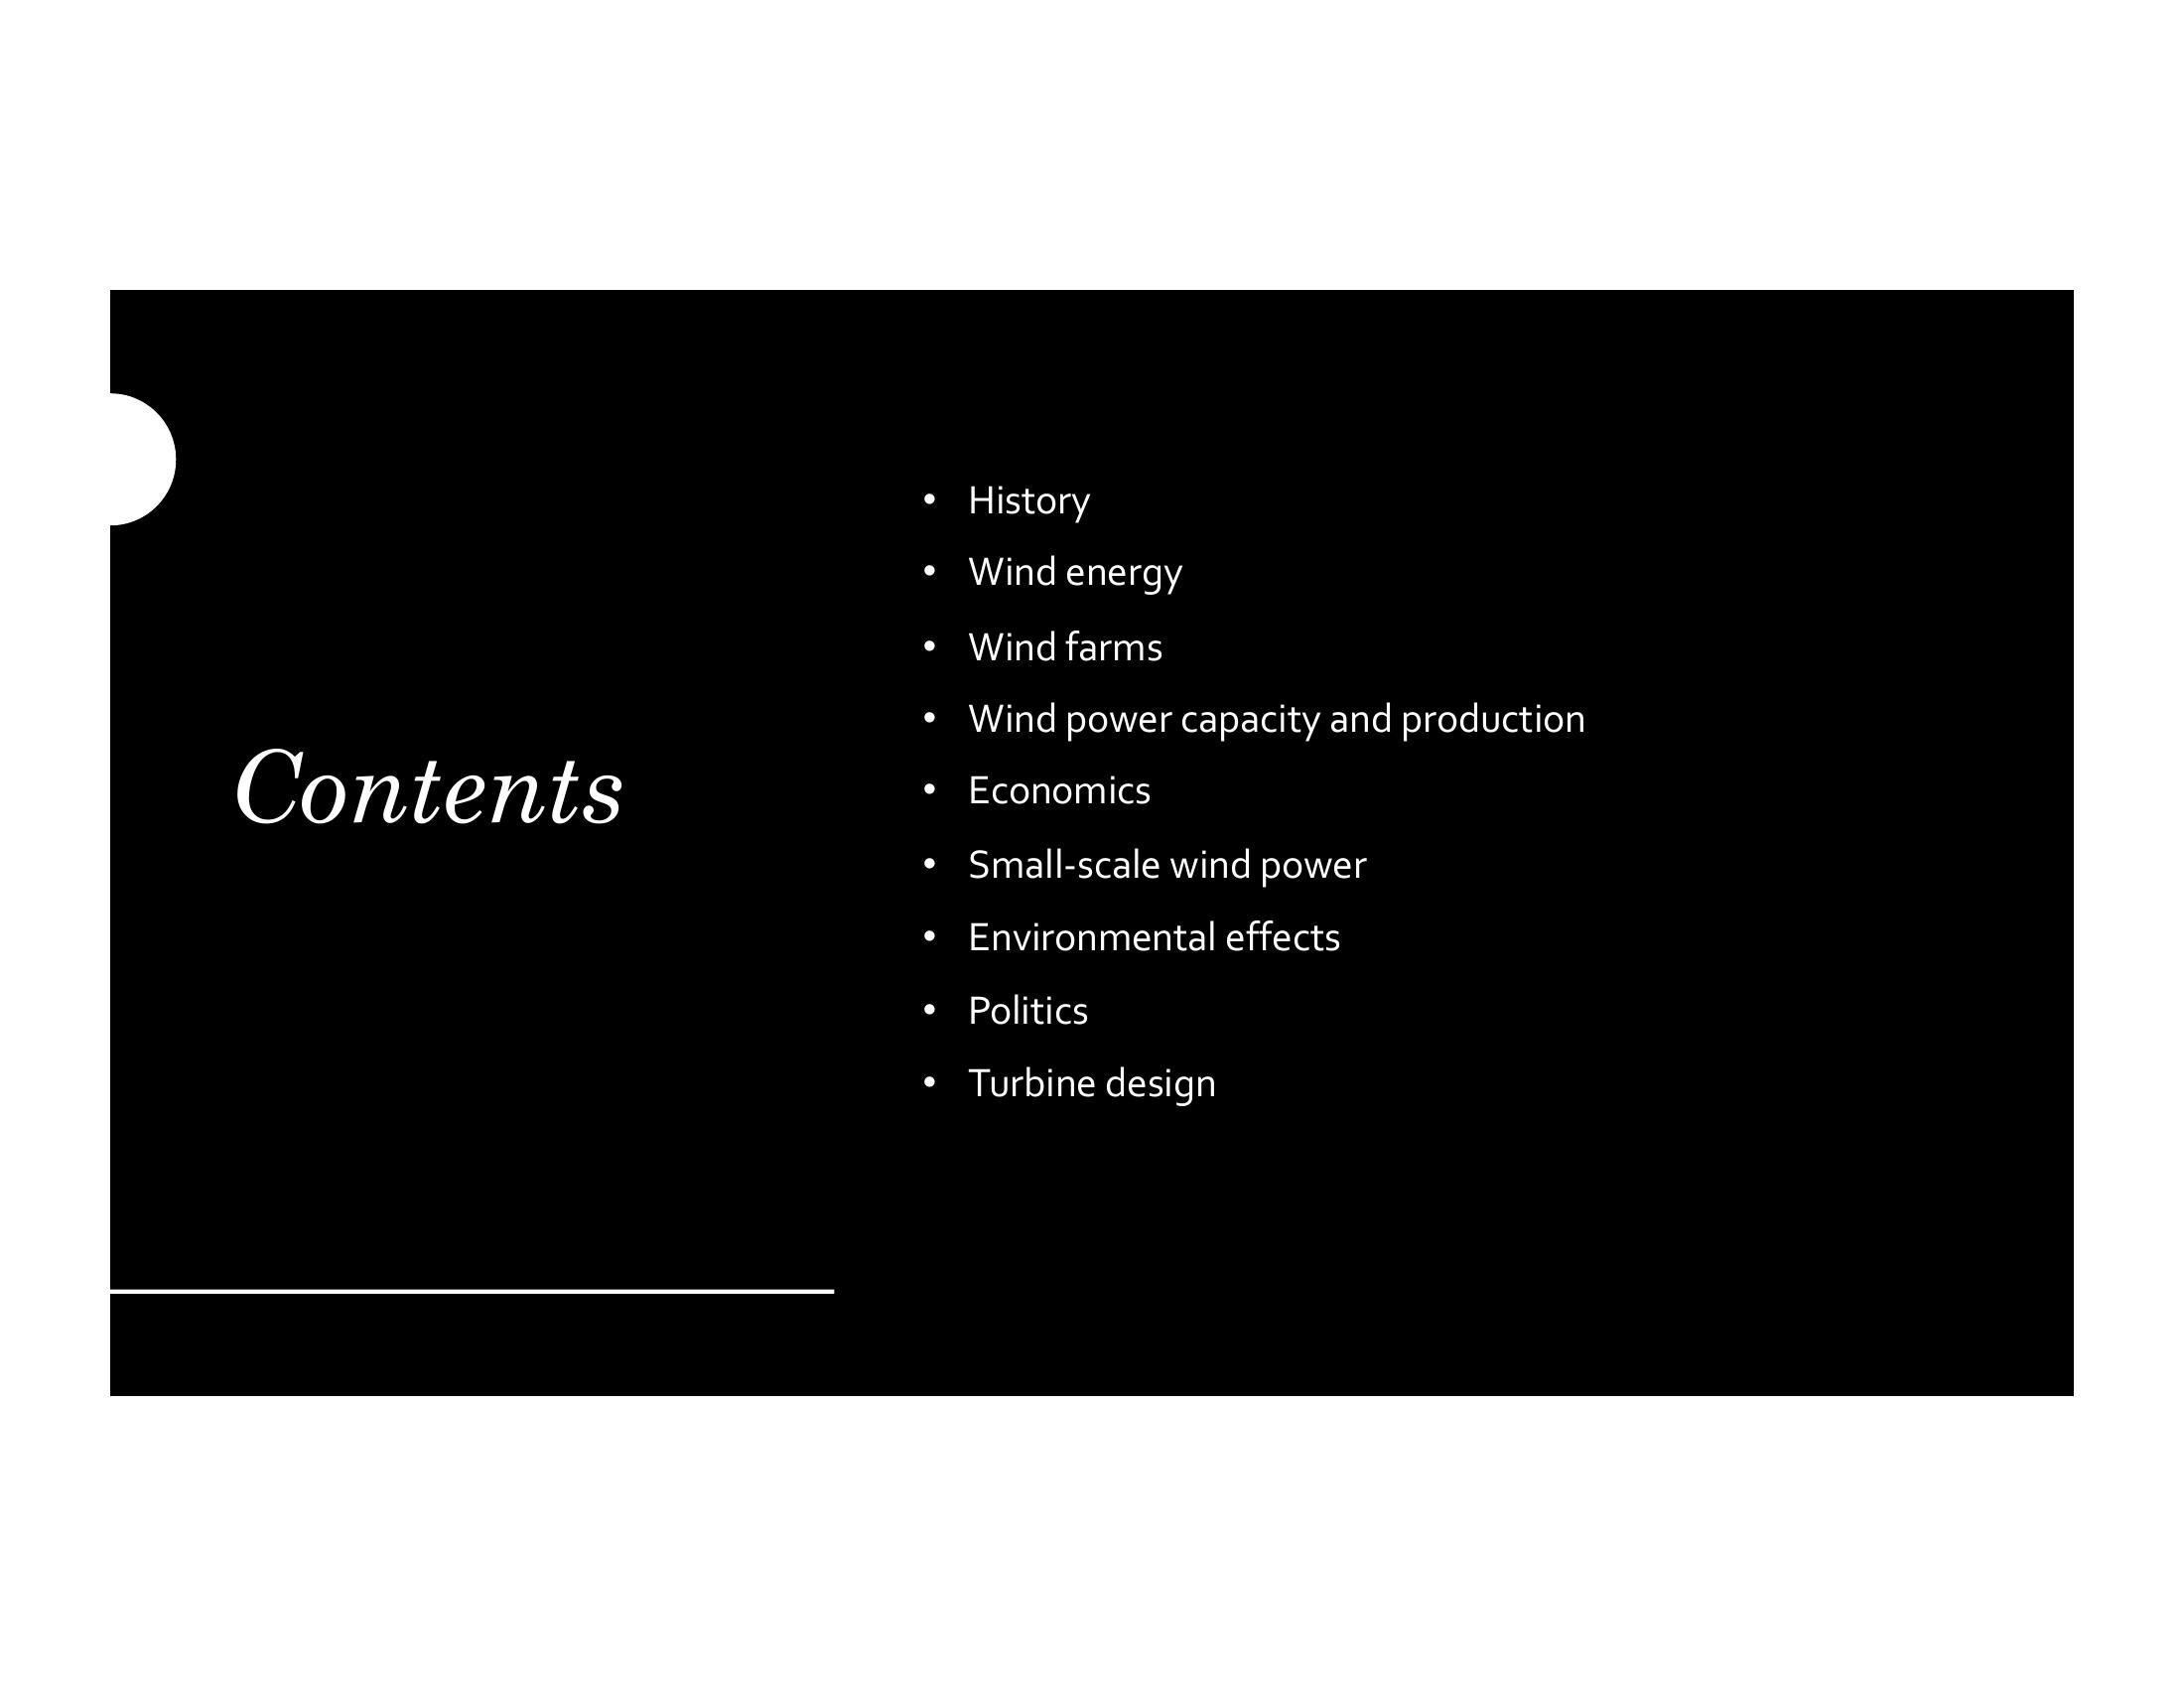 Contents
• History
• Wind energy
• Wind farms
• Wind power capacity and production
• Economics
• Small-scale wind power
• Environmental effects
• Politics
• Turbine design